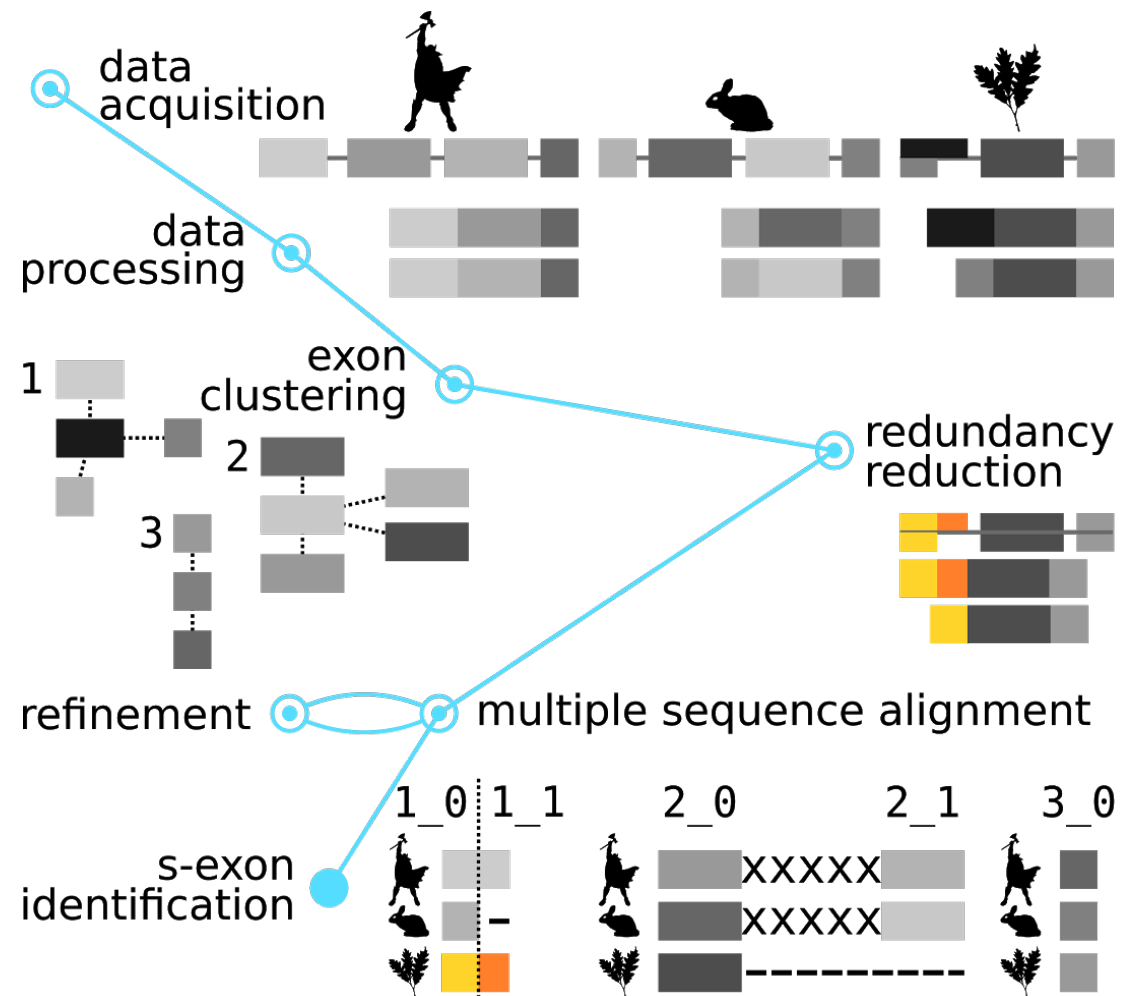 data
acquisition
data
processing
exon
clustering
1
2
3
redundancy
reduction
refinement
multiple sequence alignment
1_0 1_1 2_0 2_1 3_0
s-exon
identification
XXXXX
XXXXX